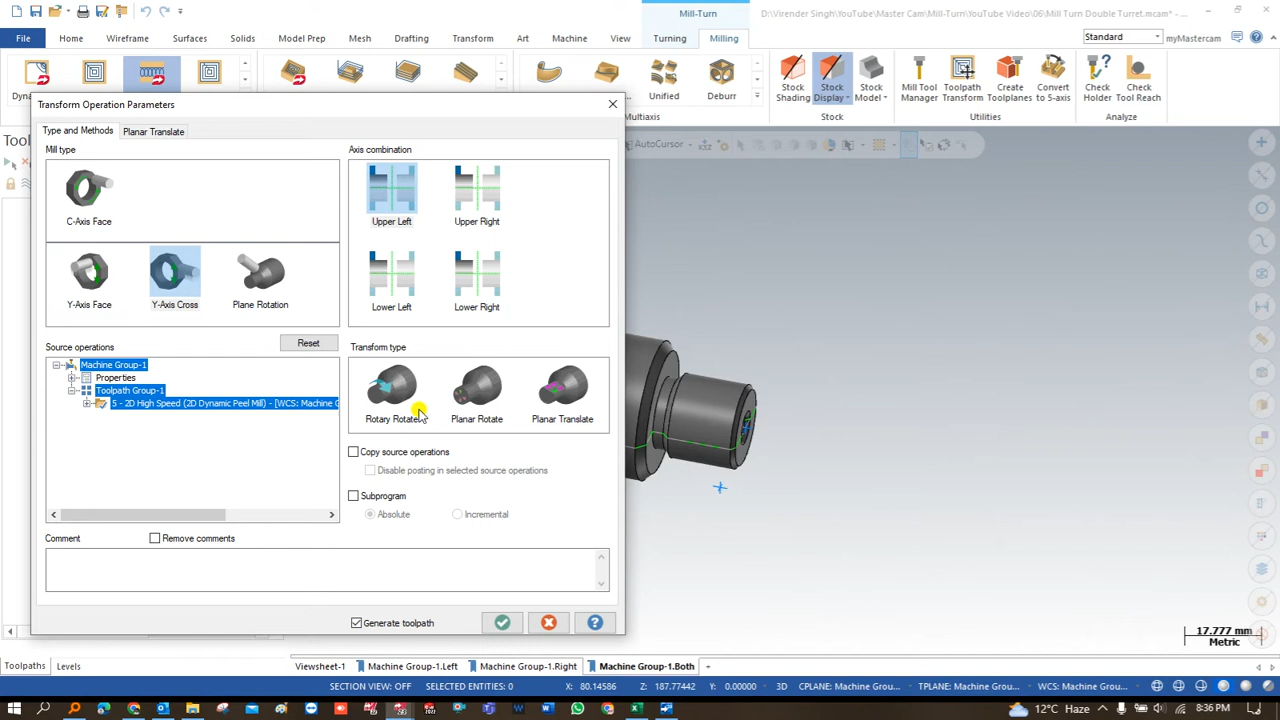 Mill-Turn
D:\Virender Singh\YouTube\Master Cam\Mill-Turn\YouTube Video\06\Mill Turn Double Turret.mcam* - ...
File
Home
Wireframe
Surfaces
Solids
Model Prep
Mesh
Drafting
Transform
Art
Machine
View
Turning
Milling
Standard
myMastercam
Unified
Deburr
Stock Shading
Stock Display
Stock Model
Mill Tool Manager
Toolpath Transform
Create Toolplanes
Convert to 5-axis
Check Holder
Check Tool Reach
Multiaxis
Stock
Utilities
Analyze
AutoCursor
Transform Operation Parameters
Type and Methods
Planar Translate
Mill type
C-Axis Face
Y-Axis Face
Y-Axis Cross
Plane Rotation
Axis combination
Upper Left
Upper Right
Lower Left
Lower Right
Source operations
Reset
Machine Group-1
Properties
Toolpath Group-1
5 - 2D High Speed (2D Dynamic Peel Mill) - [WCS: Machine G
Transform type
Rotary Rotate
Planar Rotate
Planar Translate
Copy source operations
Disable posting in selected source operations
Subprogram
Absolute
Incremental
Comment
Remove comments
Generate toolpath
17.777 mm
Metric
Toolpaths
Levels
Viewsheet-1
Machine Group-1.Left
Machine Group-1.Right
Machine Group-1.Both
+
SECTION VIEW: OFF
SELECTED ENTITIES: 0
X: 80.14586
Z: 187.77442
Y: 0.00000
3D
CPLANE: Machine Grou...
TPLANE: Machine Grou...
WCS: Machine Grou...
12°C Haze
8:36 PM